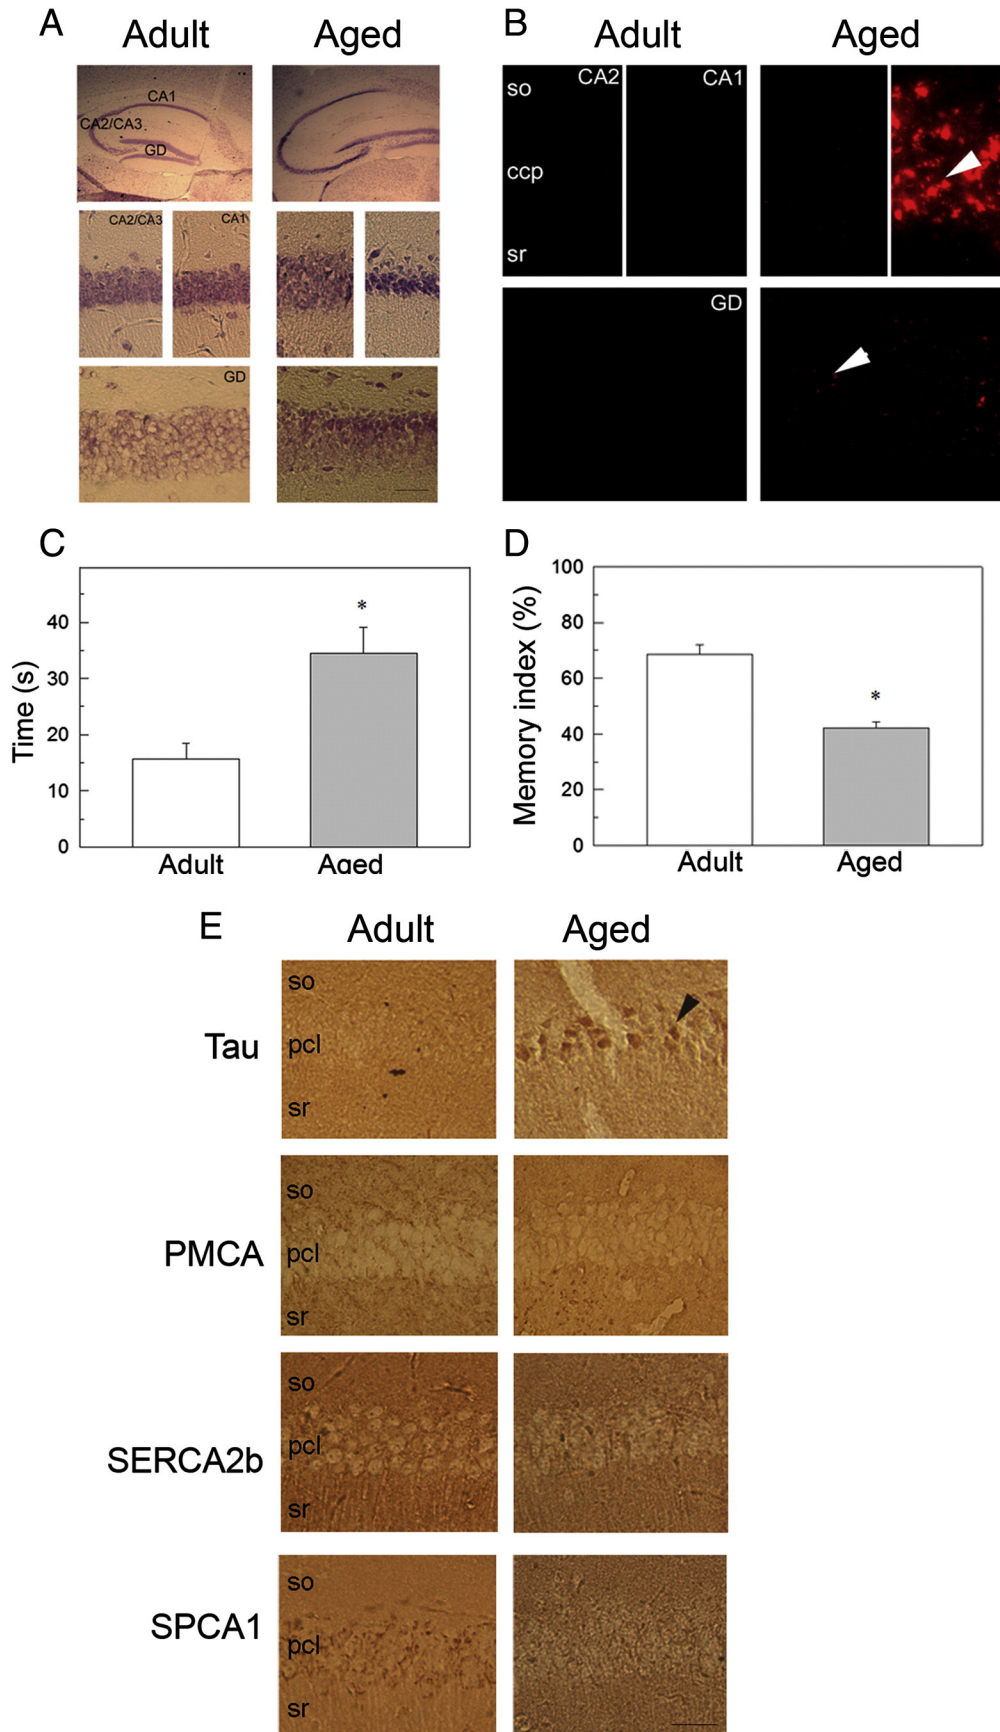 A
Adult
Aged
CA1
CA2/CA3
GD
CA2/CA3
CA1
GD
B
Adult
Aged
so
CA2
CA1
ccp
sr
GD
C
Time (s)
40
30
20
10
0
*
Adult
Aged
D
Memory index (%)
100
80
60
40
20
0
*
Adult
Aged
E
Adult
Aged
Tau
so
pcl
sr
PMCA
so
pcl
sr
SERCA2b
so
pcl
sr
SPCA1
so
pcl
sr